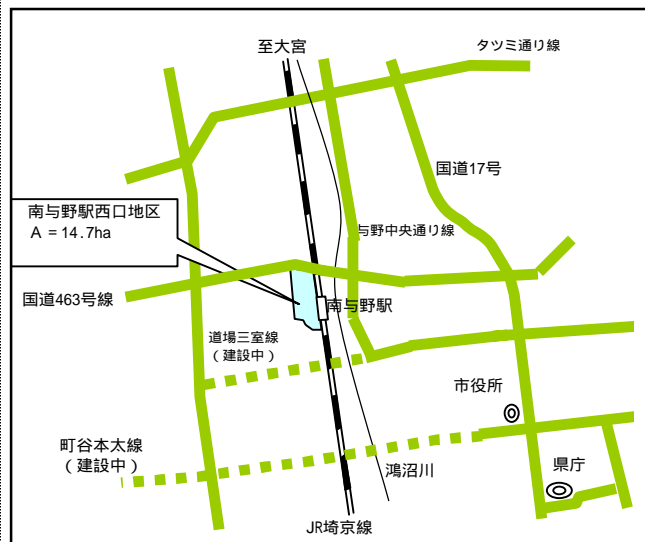 至大宮
タツミ通り線
国道17号
南与野駅西口地区
A = 14.7ha
与野中央通り線
国道463号線
南与野駅
道場三室線
(建設中)
市役所
町谷本太線
(建設中)
鴻沼川
県庁
JR埼京線